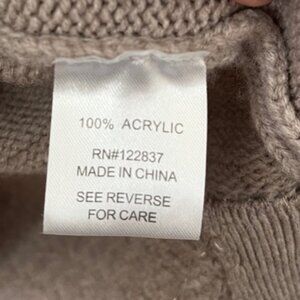 100% ACRYLIC
RN#122837
MADE IN CHINA
SEE REVERSE
FOR CARE